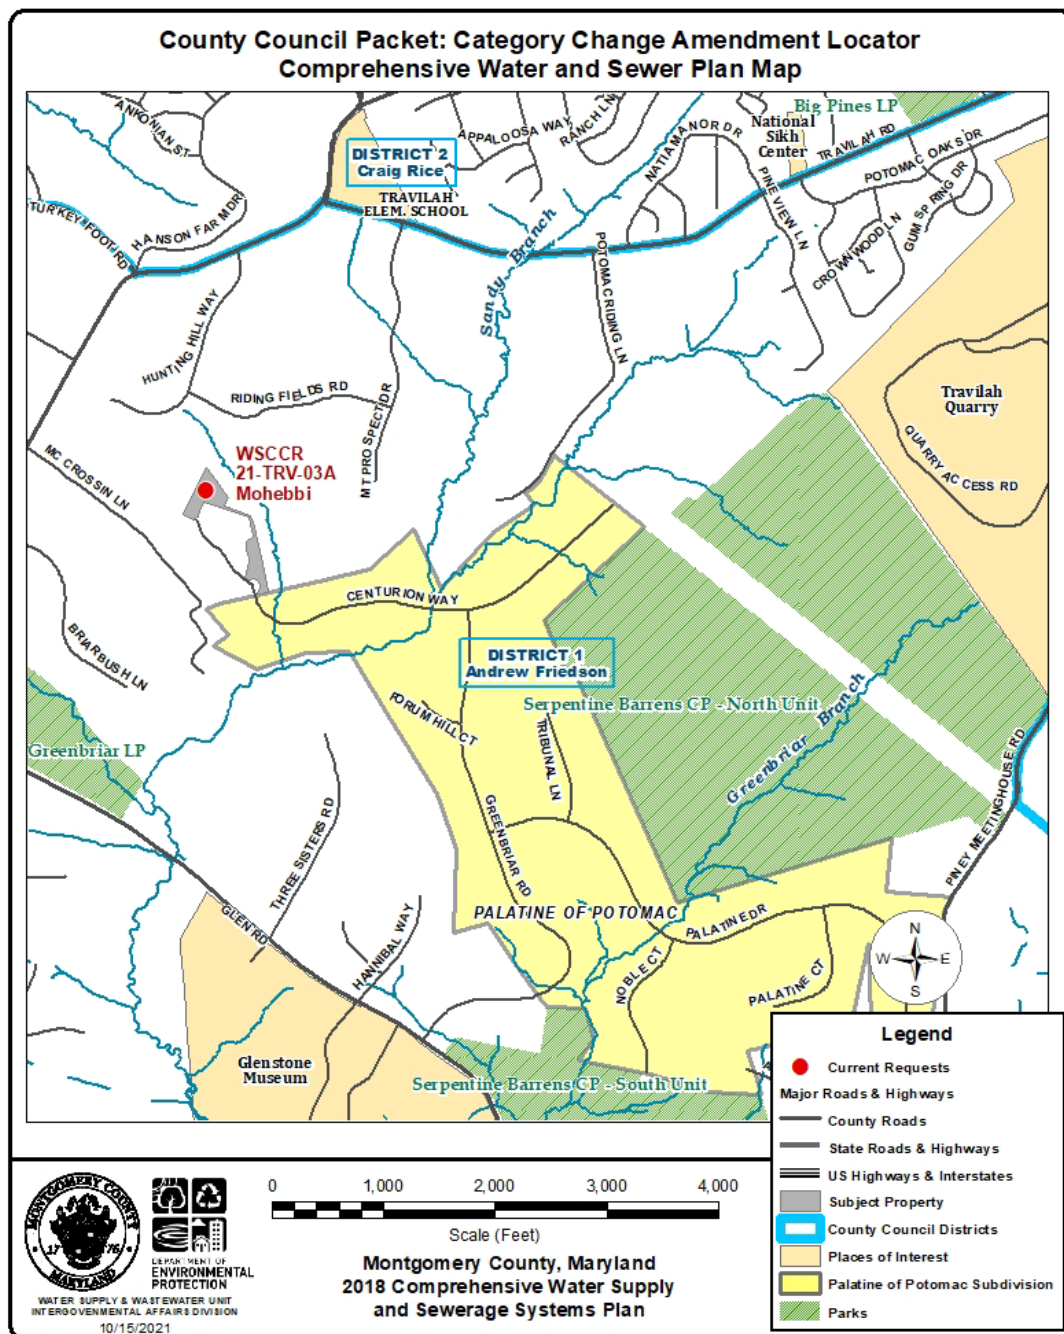 County Council Packet: Category Change Amendment Locator
Comprehensive Water and Sewer Plan Map
ANKONIAN ST
APPALOOSA WAY
RANCH LN
Big Pines LP
National
Sikh
Center
TRAVILAH RD
POTOMAC OAKS DR
DISTRICT 2
Craig Rice
TRAVILAH
ELEM. SCHOOL
NATIAMANOR DR
PINEVIEW LN
GUM SPRING DR
CROWNWOOD LN
TURKEY FOOT RD
HANSON FARM DR
Sandy Branch
POTOMAC RIDING LN
HUNTING HILL WAY
RIDING FIELDS RD
MT PROSPECT DR
Travilah
Quarry
QUARRY ACCESS RD
MC CROSSIN LN
WSCCR
21-TRV-03A
Mohebbi
CENTURION WAY
BRIARBUSH LN
DISTRICT 1
Andrew Friedson
Serpentine Barrens CP - North Unit
Greenbriar Branch
FORUM HILL CT
TRIBUNAL LN
Greenbriar LP
GREENBRIAR RD
THREE SISTERS RD
PINEY MEETINGHOUSE RD
GLEN RD
HANNIBAL WAY
PALATINE OF POTOMAC
PALATINE DR
NOBLE CT
PALATINE CT
N
W E
S
Glenstone
Museum
Serpentine Barrens CP - South Unit
Legend
Current Requests
Major Roads & Highways
County Roads
State Roads & Highways
US Highways & Interstates
Subject Property
County Council Districts
Places of Interest
Palatine of Potomac Subdivision
Parks
MONTGOMERY COUNTY
17 76
MARYLAND
DEPARTMENT OF
ENVIRONMENTAL
PROTECTION
WATER SUPPLY & WASTEWATER UNIT
INTERGOVENMENTAL AFFAIRS DIVISION
10/15/2021
0 1,000 2,000 3,000 4,000
Scale (Feet)
Montgomery County, Maryland
2018 Comprehensive Water Supply
and Sewerage Systems Plan